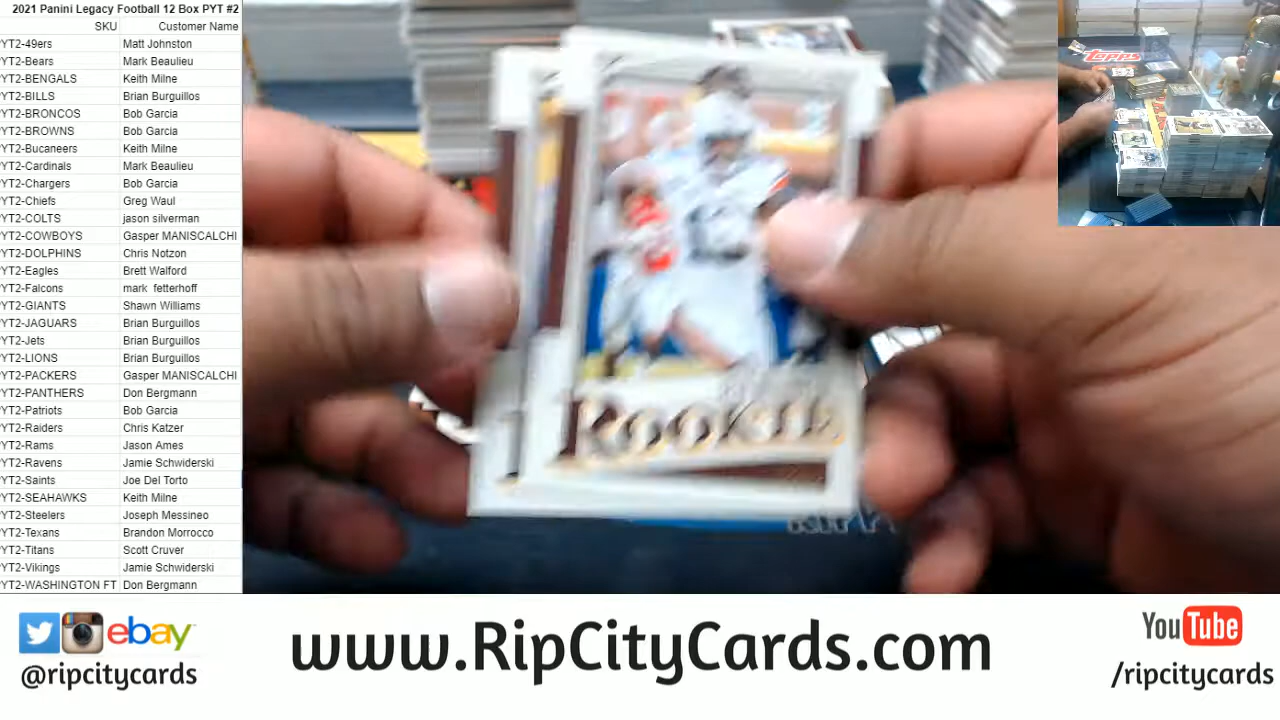 2021 Panini Legacy Football 12 Box PYT #2
SKU Customer Name
YT2-49ers Matt Johnston
YT2-Bears Mark Beaulieu
YT2-BENGALS Keith Milne
YT2-BILLS Brian Burguillos
YT2-BRONCOS Bob Garcia
YT2-BROWNS Bob Garcia
YT2-Bucaneers Keith Milne
YT2-Cardinals Mark Beaulieu
YT2-Chargers Bob Garcia
YT2-Chiefs Greg Waul
YT2-COLTS jason silverman
YT2-COWBOYS Gasper MANISCALCHI
YT2-DOLPHINS Chris Notzon
YT2-Eagles Brett Walford
YT2-Falcons mark fetterhoff
YT2-GIANTS Shawn Williams
YT2-JAGUARS Brian Burguillos
YT2-Jets Brian Burguillos
YT2-LIONS Brian Burguillos
YT2-PACKERS Gasper MANISCALCHI
YT2-PANTHERS Don Bergmann
YT2-Patriots Bob Garcia
YT2-Raiders Chris Katzer
YT2-Rams Jason Ames
YT2-Ravens Jamie Schwiderski
YT2-Saints Joe Del Torto
YT2-SEAHAWKS Keith Milne
YT2-Steelers Joseph Messineo
YT2-Texans Brandon Morrocco
YT2-Titans Scott Cruver
YT2-Vikings Jamie Schwiderski
YT2-WASHINGTON FT Don Bergmann
topps
Rookies
ebay
@ripcitycards
www.RipCityCards.com
YouTube
/ripcitycards